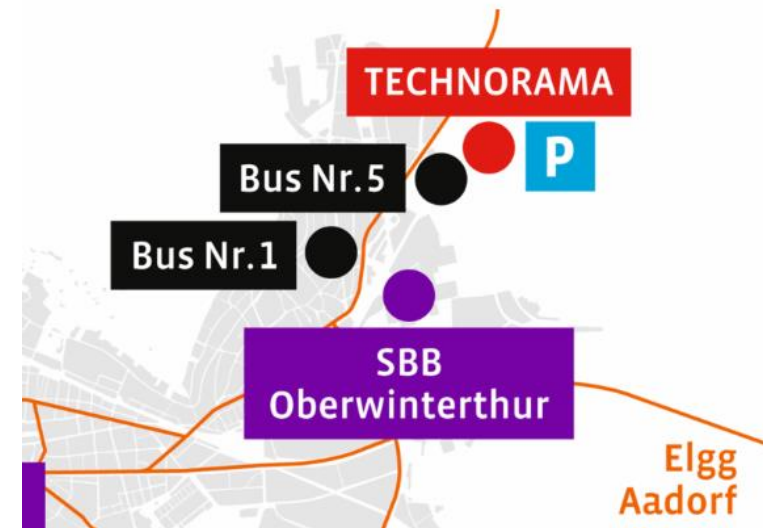 TECHNORAMA
P
Bus Nr.5
Bus Nr.1
SBB
Oberwinterthur
Elgg
Aadorf